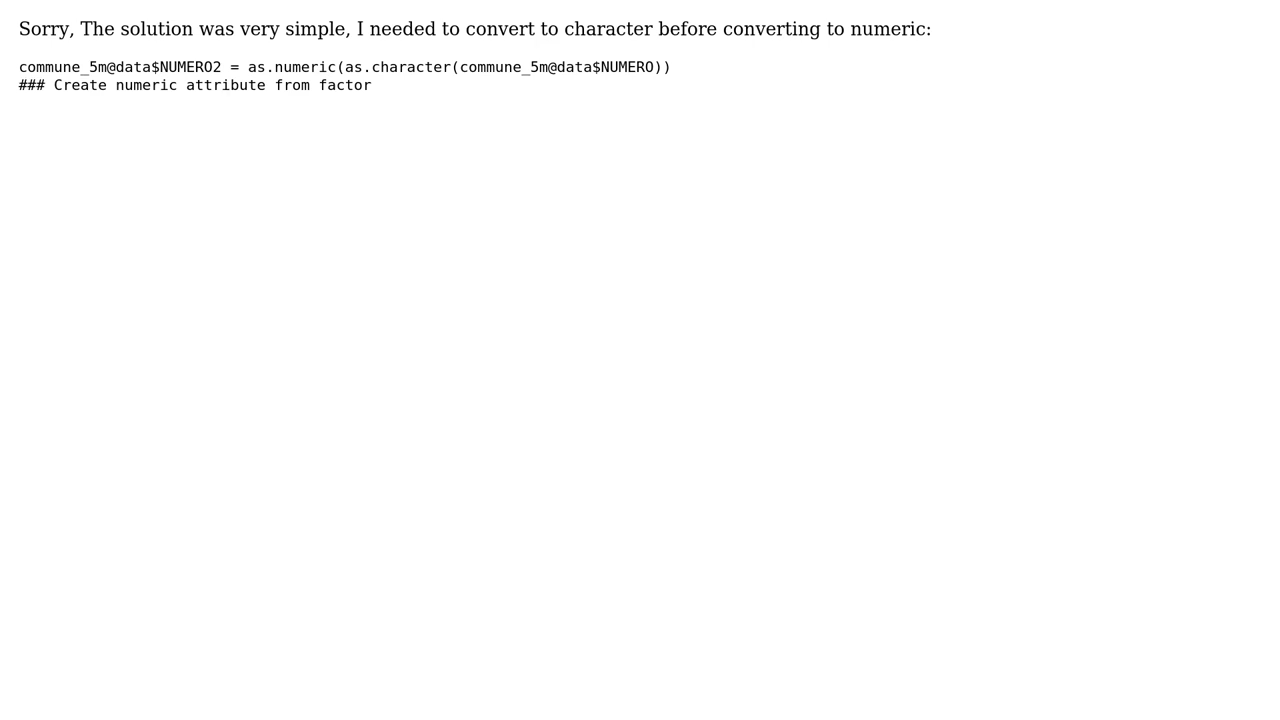 Sorry, The solution was very simple, I needed to convert to character before converting to numeric:
commune_5m@data$NUMERO2 = as.numeric(as.character(commune_5m@data$NUMERO))
### Create numeric attribute from factor